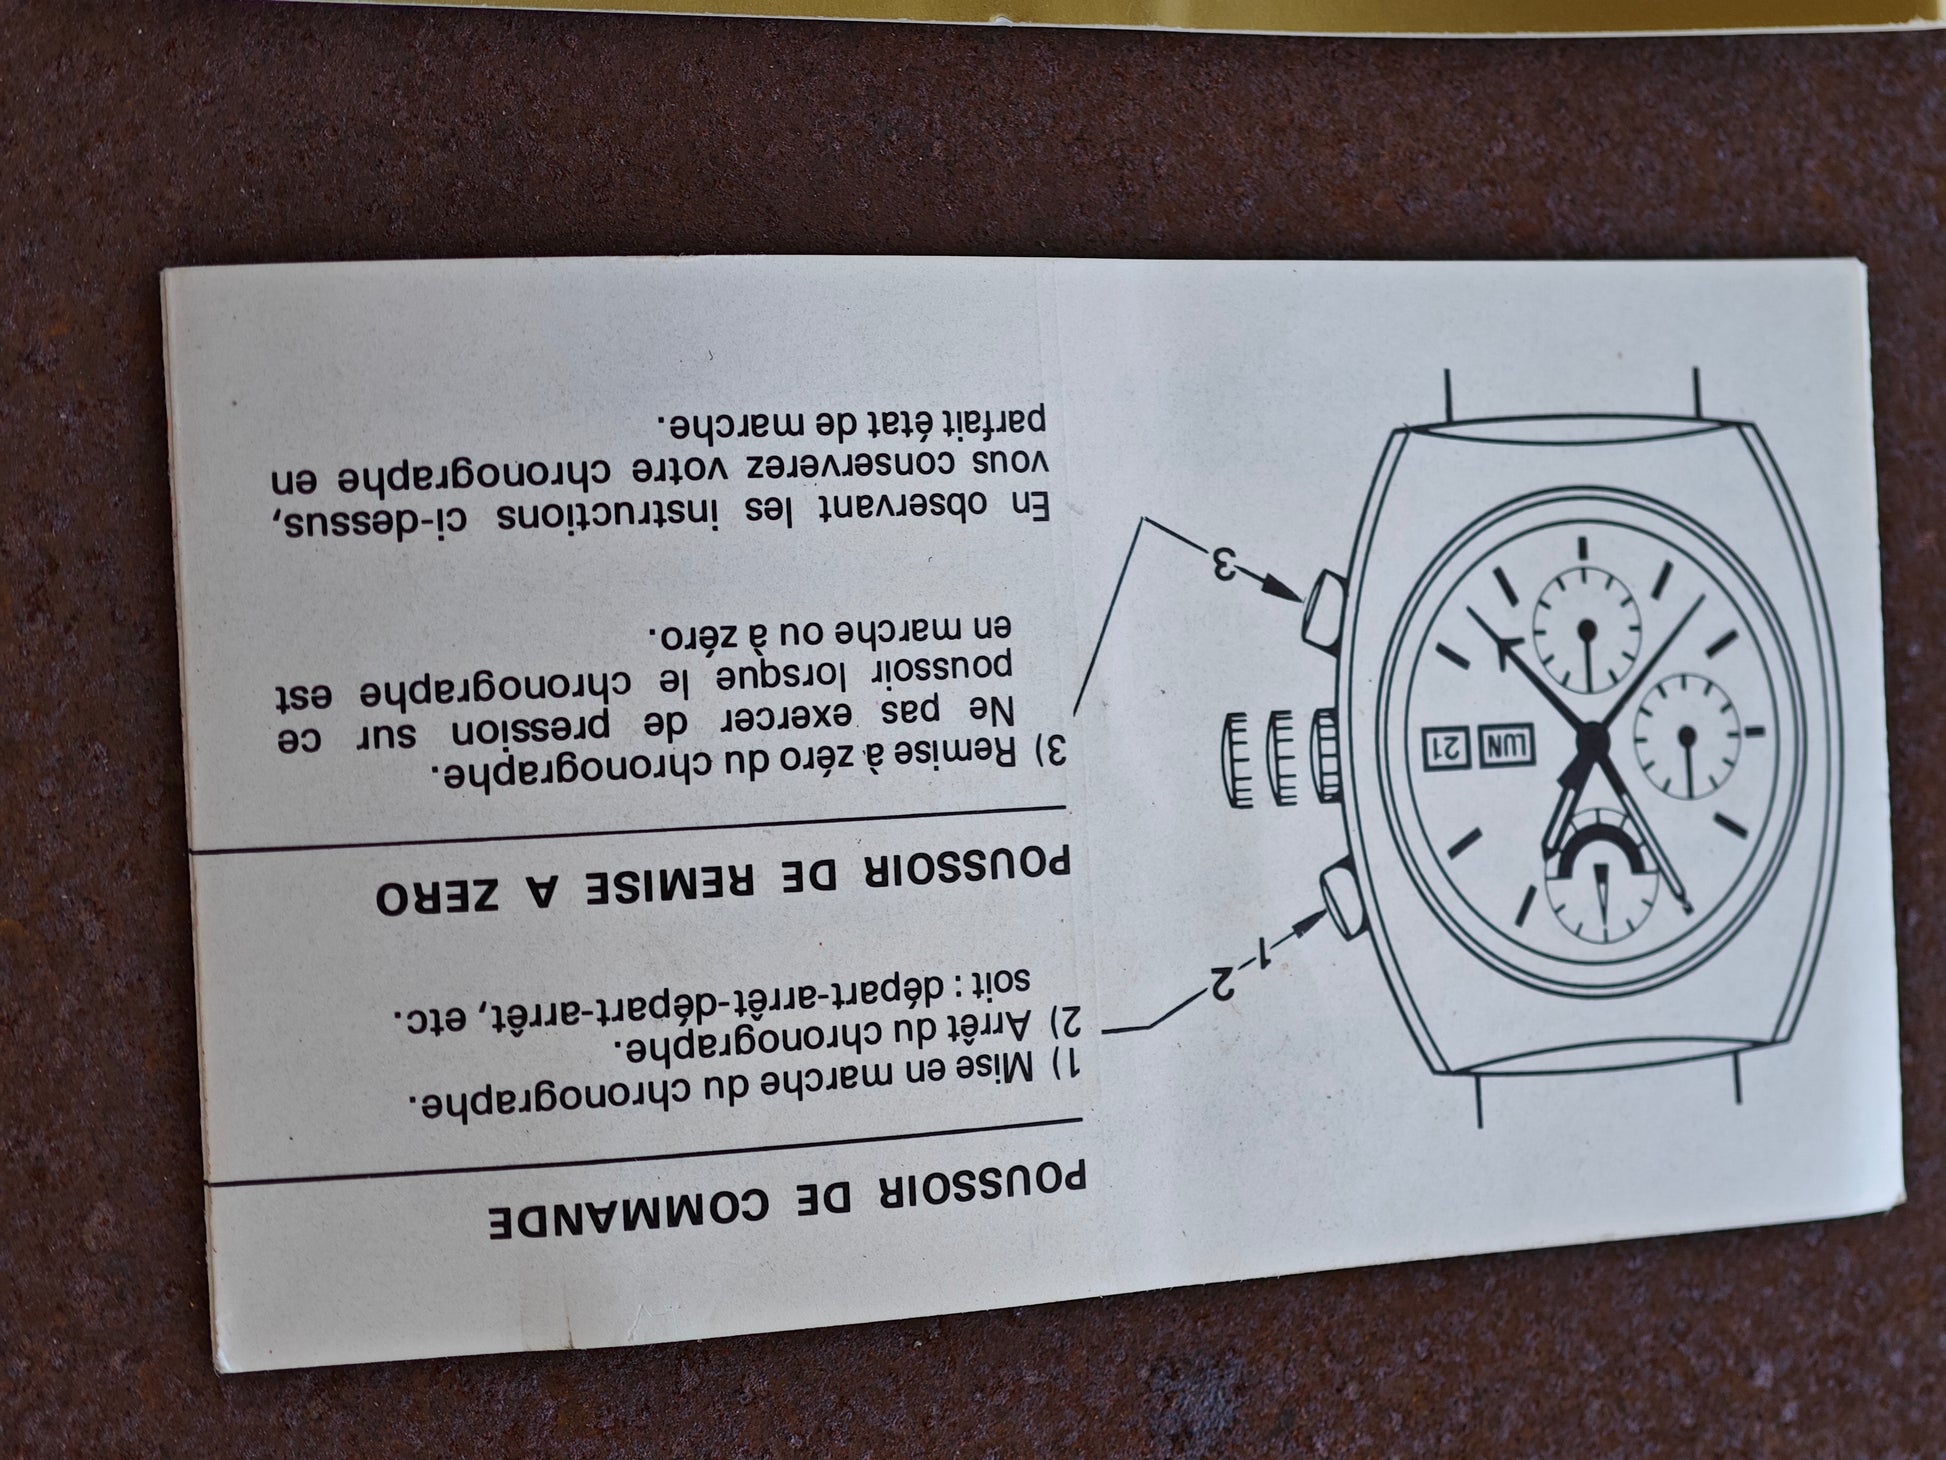 POUSSOIR DE COMMANDE
1) Mise en marche du chronographe.
2) Arrêt du chronographe.
soit : départ-arrêt-départ-arrêt, etc.
POUSSOIR DE REMISE A ZERO
3) Remise à zéro du chronographe.
Ne pas exercer de pression sur ce
poussoir lorsque le chronographe est
en marche ou à zéro.
En observant les instructions ci-dessus,
vous conserverez votre chronographe en
parfait état de marche.
1
2
LUN 21
3